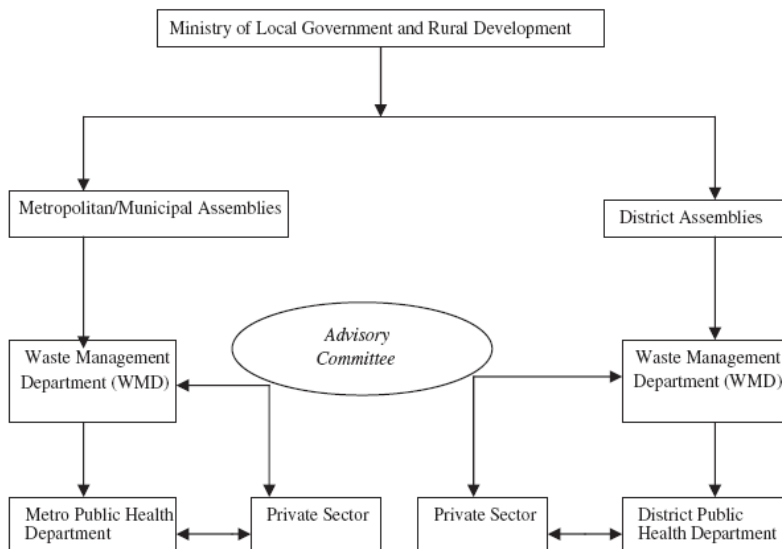 Ministry of Local Government and Rural Development
Metropolitan/Municipal Assemblies
District Assemblies
Advisory
Committee
Waste Management
Department (WMD)
Waste Management
Department (WMD)
Metro Public Health
Department
Private Sector
Private Sector
District Public
Health Department